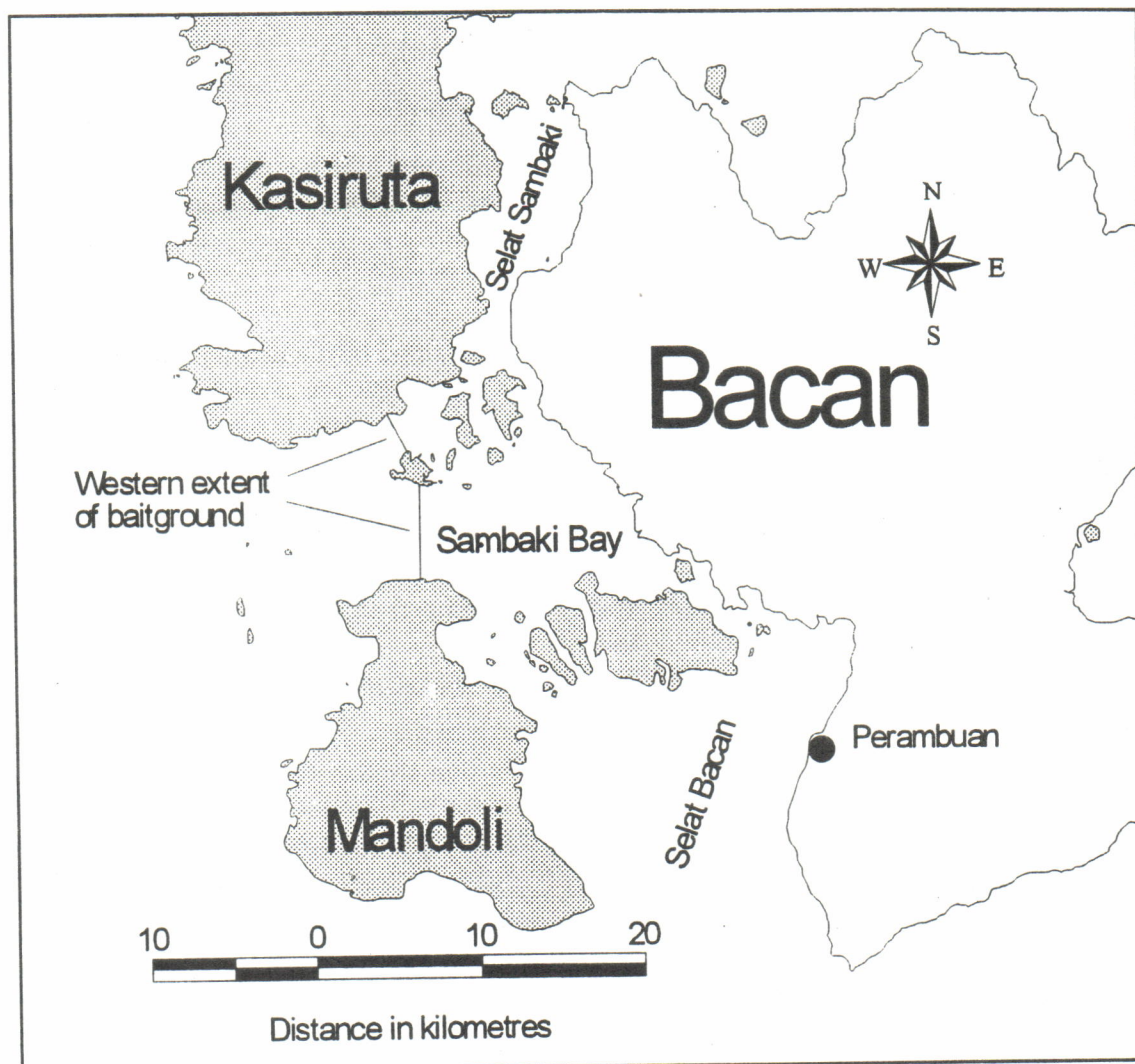 Kasiruta
Selat Sambaki
N
W E
S
Bacan
Western extent
of baitground
Sambaki Bay
Perambuan
Selat Bacan
Mandoli
10 0 10 20
Distance in kilometres